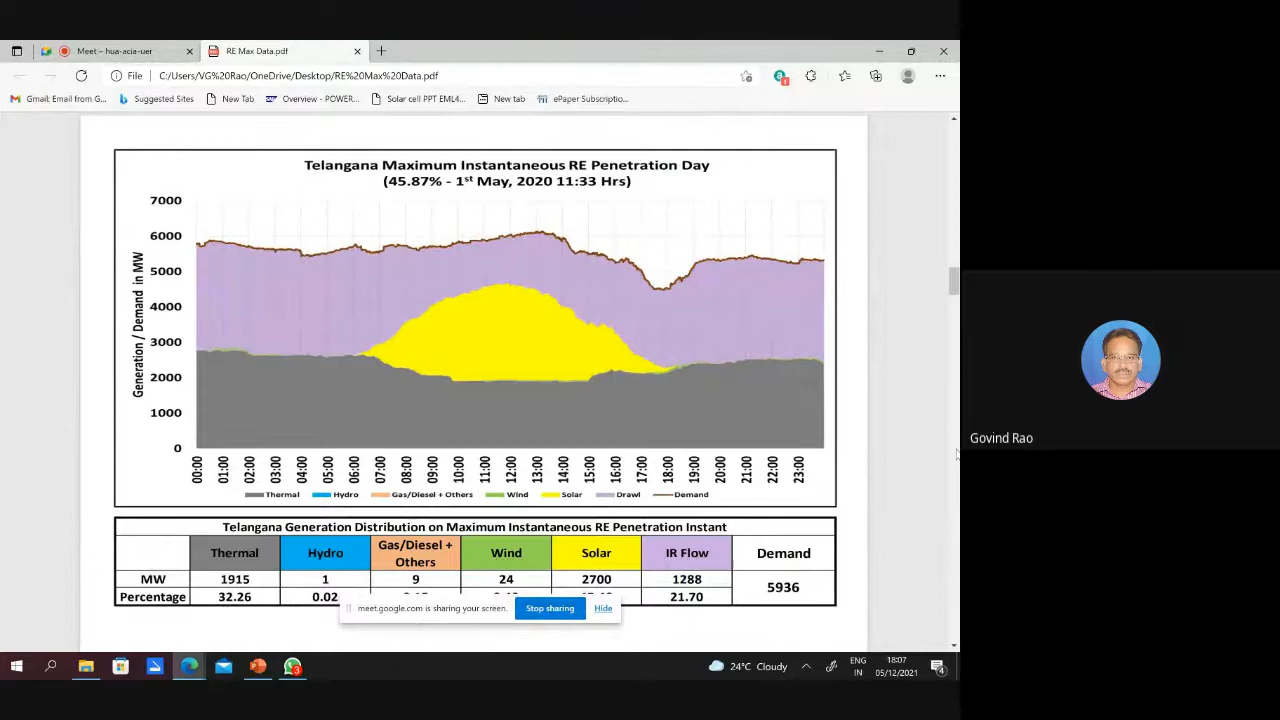 Meet – hua-acia-uer
RE Max Data.pdf
File
C:/Users/VG%20Rao/OneDrive/Desktop/RE%20Max%20Data.pdf
Gmail: Email from G...
Suggested Sites
New Tab
Overview - POWER...
Solar cell PPT EML4...
New tab
ePaper Subscriptio...
Telangana Maximum Instantaneous RE Penetration Day
(45.87% - 1st May, 2020 11:33 Hrs)
Generation / Demand in MW
7000
6000
5000
4000
3000
2000
1000
0
00:00 01:00 02:00 03:00 04:00 05:00 06:00 07:00 08:00 09:00 10:00 11:00 12:00 13:00 14:00 15:00 16:00 17:00 18:00 19:00 20:00 21:00 22:00 23:00
Thermal Hydro Gas/Diesel + Others Wind Solar Drawl Demand
Telangana Generation Distribution on Maximum Instantaneous RE Penetration Instant
Thermal Hydro Gas/Diesel + Others Wind Solar IR Flow Demand
MW 1915 1 9 24 2700 1288 5936
Percentage 32.26 0.02 21.70
meet.google.com is sharing your screen. Stop sharing Hide
Govind Rao
24°C Cloudy
ENG
IN
18:07
05/12/2021